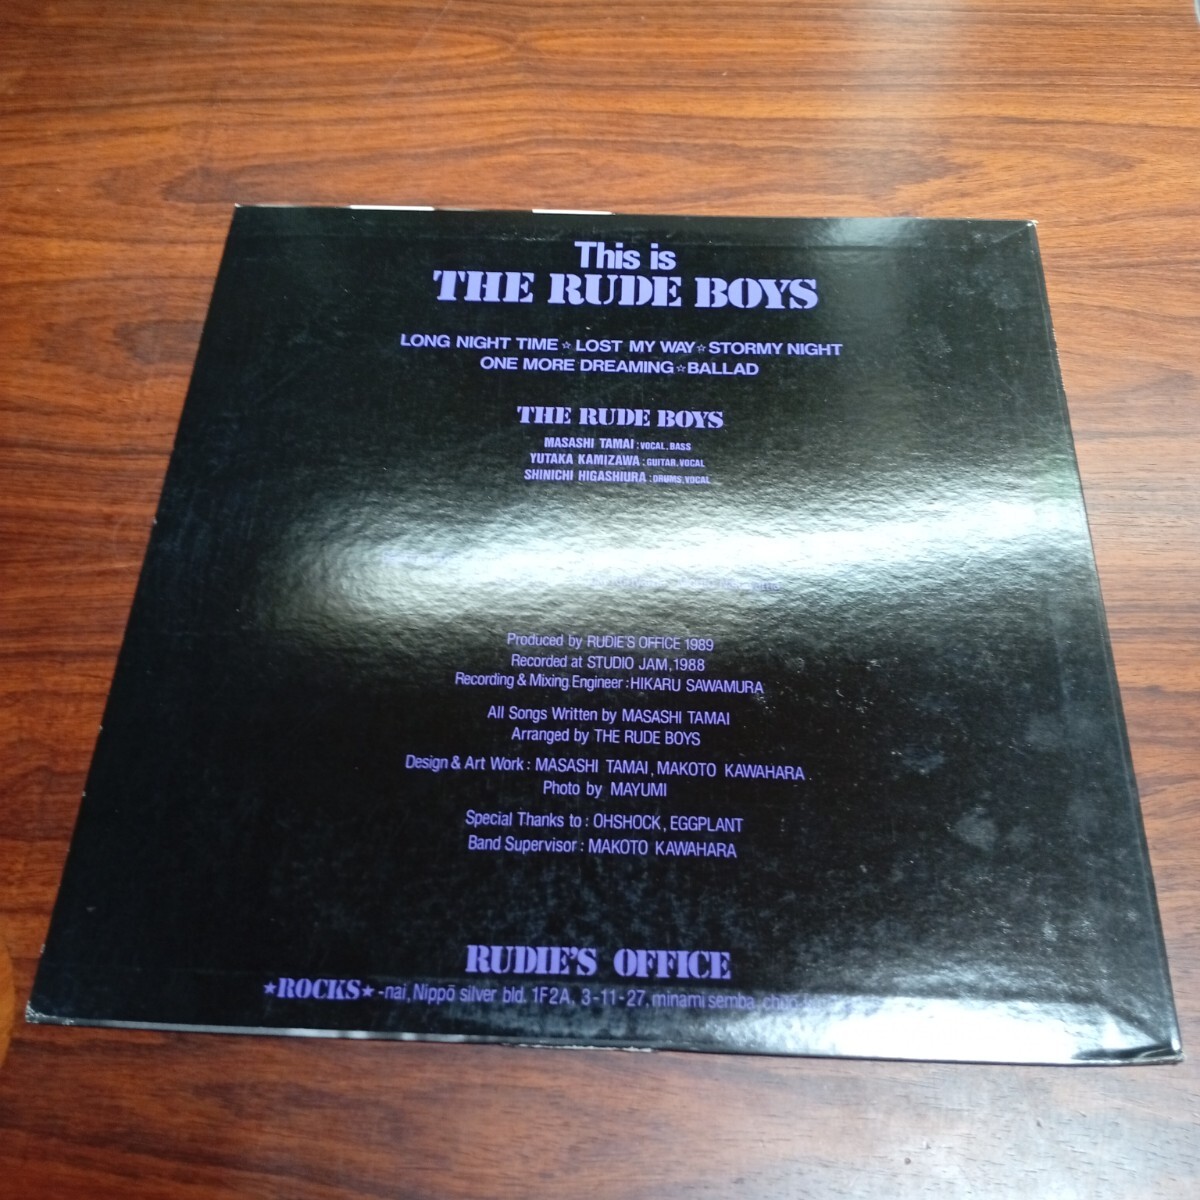 This is
THE RUDE BOYS
LONG NIGHT TIME☆LOST MY WAY☆STORMY NIGHT
ONE MORE DREAMING☆BALLAD
THE RUDE BOYS
MASASHI TAMAI : VOCAL, BASS
YUTAKA KAMIZAWA : GUITAR, VOCAL
SHINICHI HIGASHIURA : DRUMS, VOCAL
Produced by RUDIE'S OFFICE 1989
Recorded at STUDIO JAM, 1988
Recording & Mixing Engineer : HIKARU SAWAMURA
All Songs Written by MASASHI TAMAI
Arranged by THE RUDE BOYS
Design & Art Work : MASASHI TAMAI, MAKOTO KAWAHARA.
Photo by MAYUMI
Special Thanks to : OHSHOCK, EGGPLANT
Band Supervisor : MAKOTO KAWAHARA
RUDIE'S OFFICE
★ROCKS★-nai, Nippō silver bld. 1F2A, 3-11-27, minami semba,